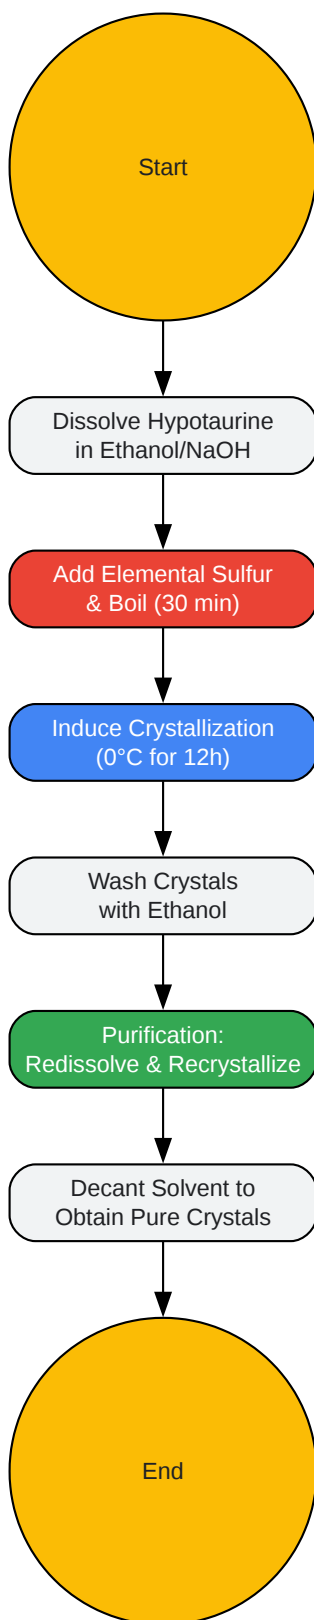 Start
Dissolve Hypotaurine
in Ethanol/NaOH
Add Elemental Sulfur
& Boil (30 min)
Induce Crystallization
(0°C for 12h)
Wash Crystals
with Ethanol
Purification:
Redissolve & Recrystallize
Decant Solvent to
Obtain Pure Crystals
End